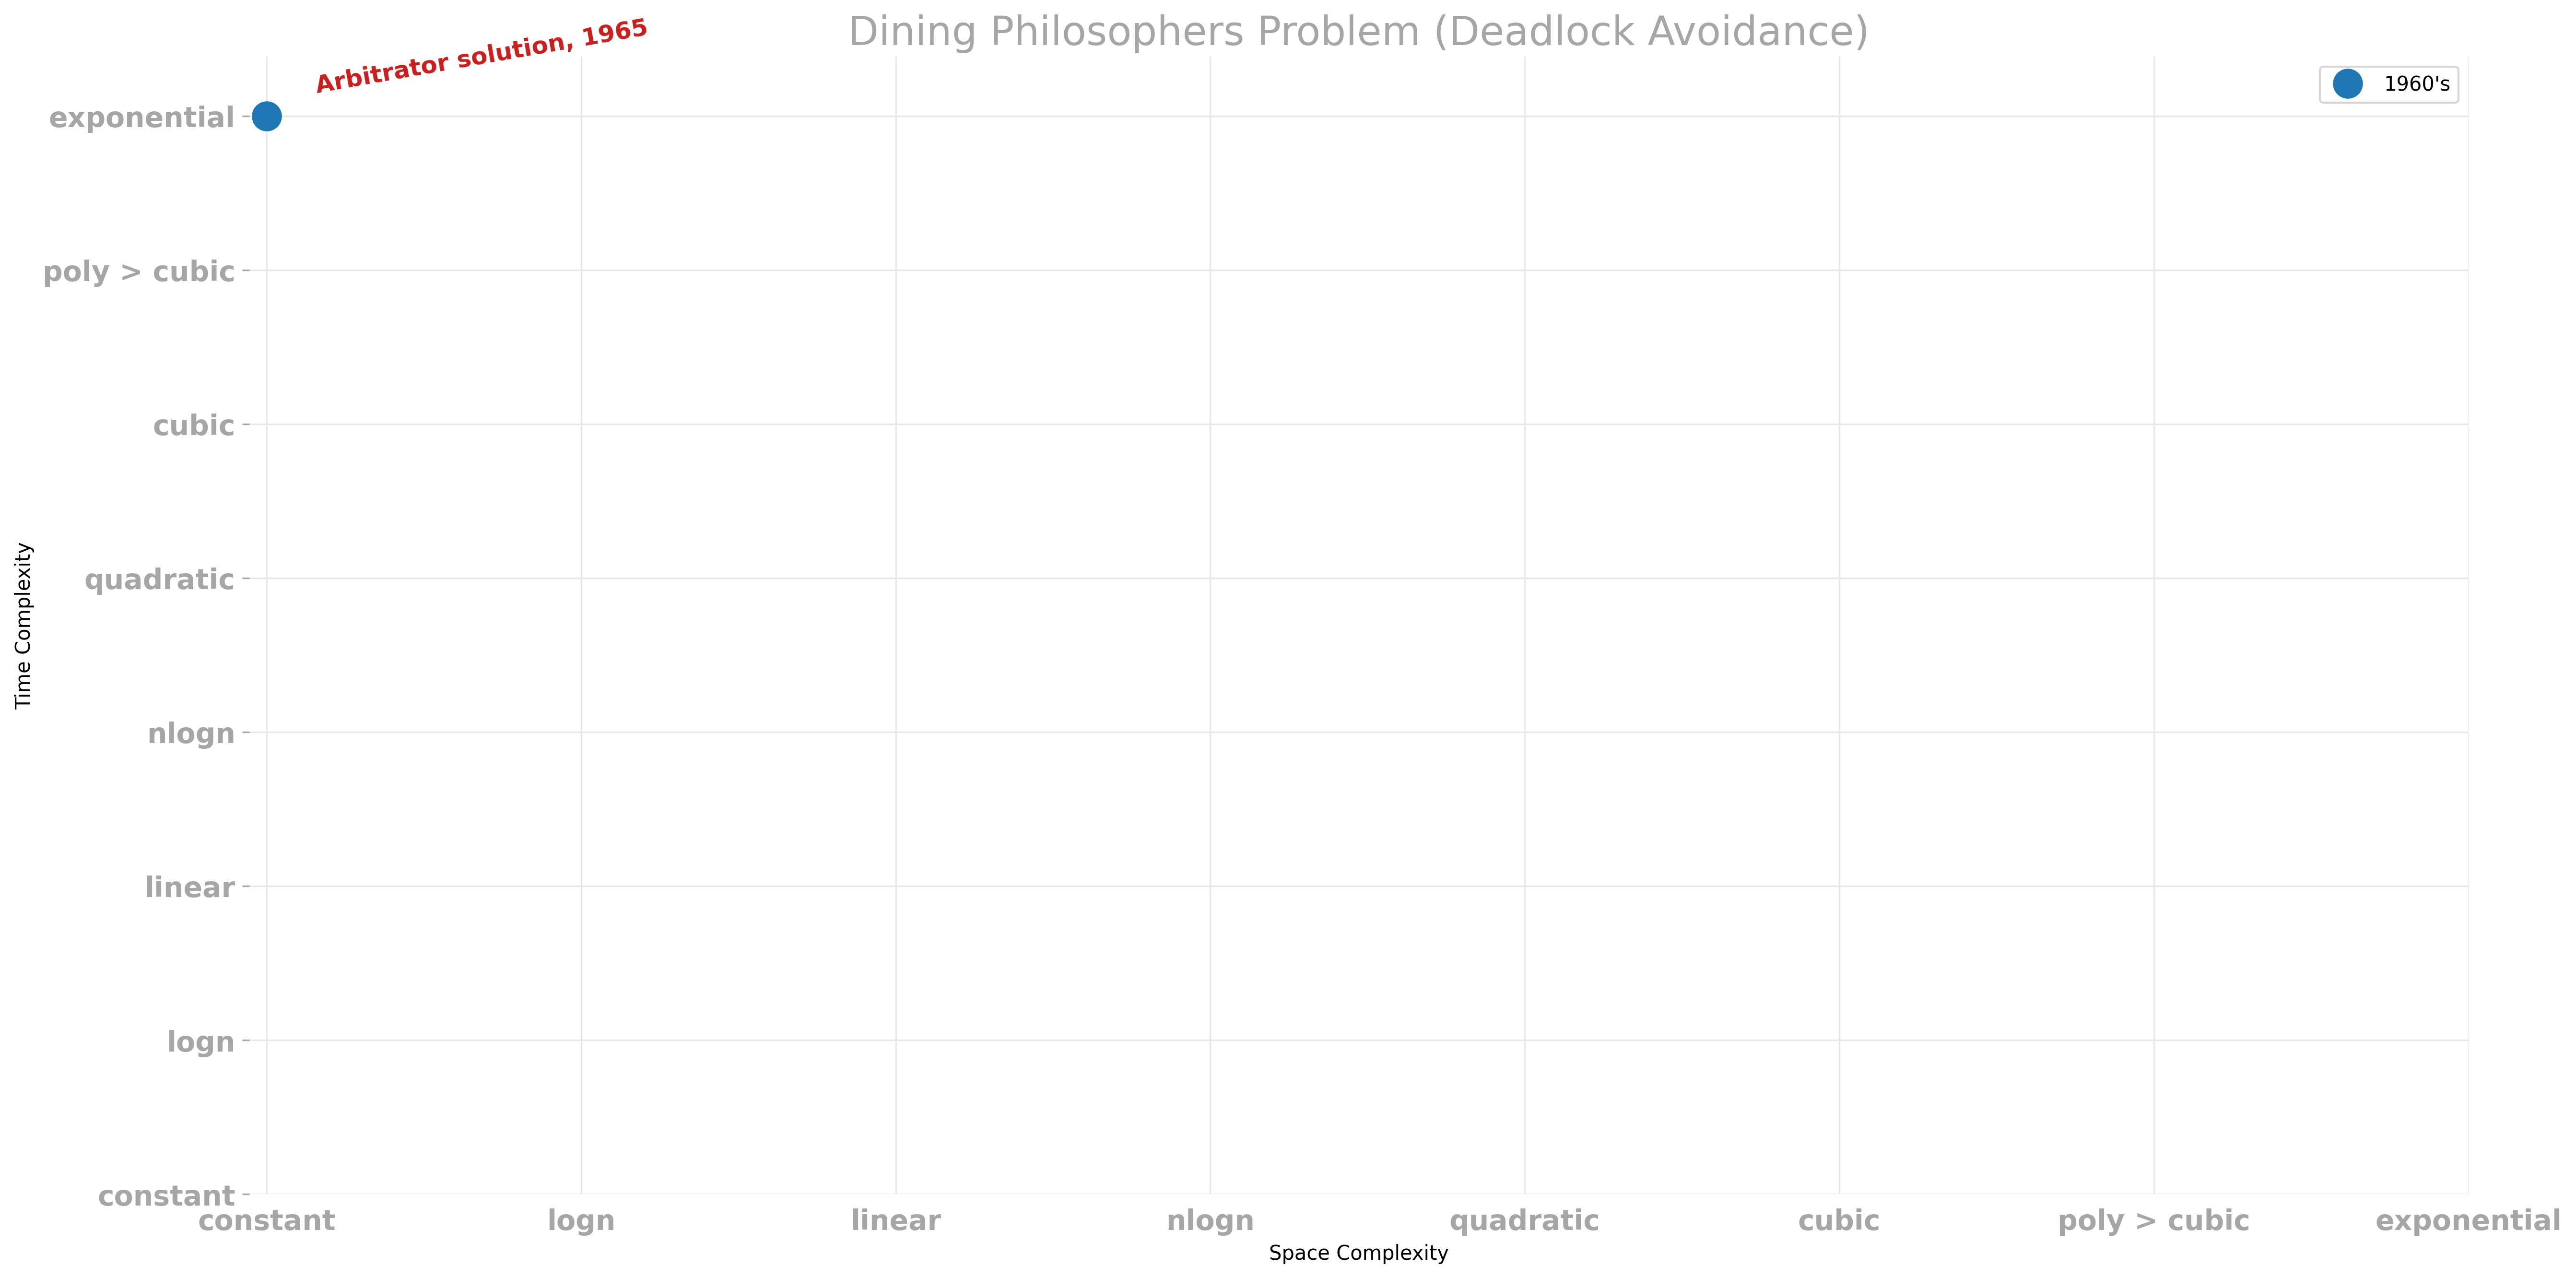 Dining Philosophers Problem (Deadlock Avoidance)
Arbitrator solution, 1965
1960's
Time Complexity
exponential
poly > cubic
cubic
quadratic
nlogn
linear
logn
constant
constant logn linear nlogn quadratic cubic poly > cubic exponential
Space Complexity